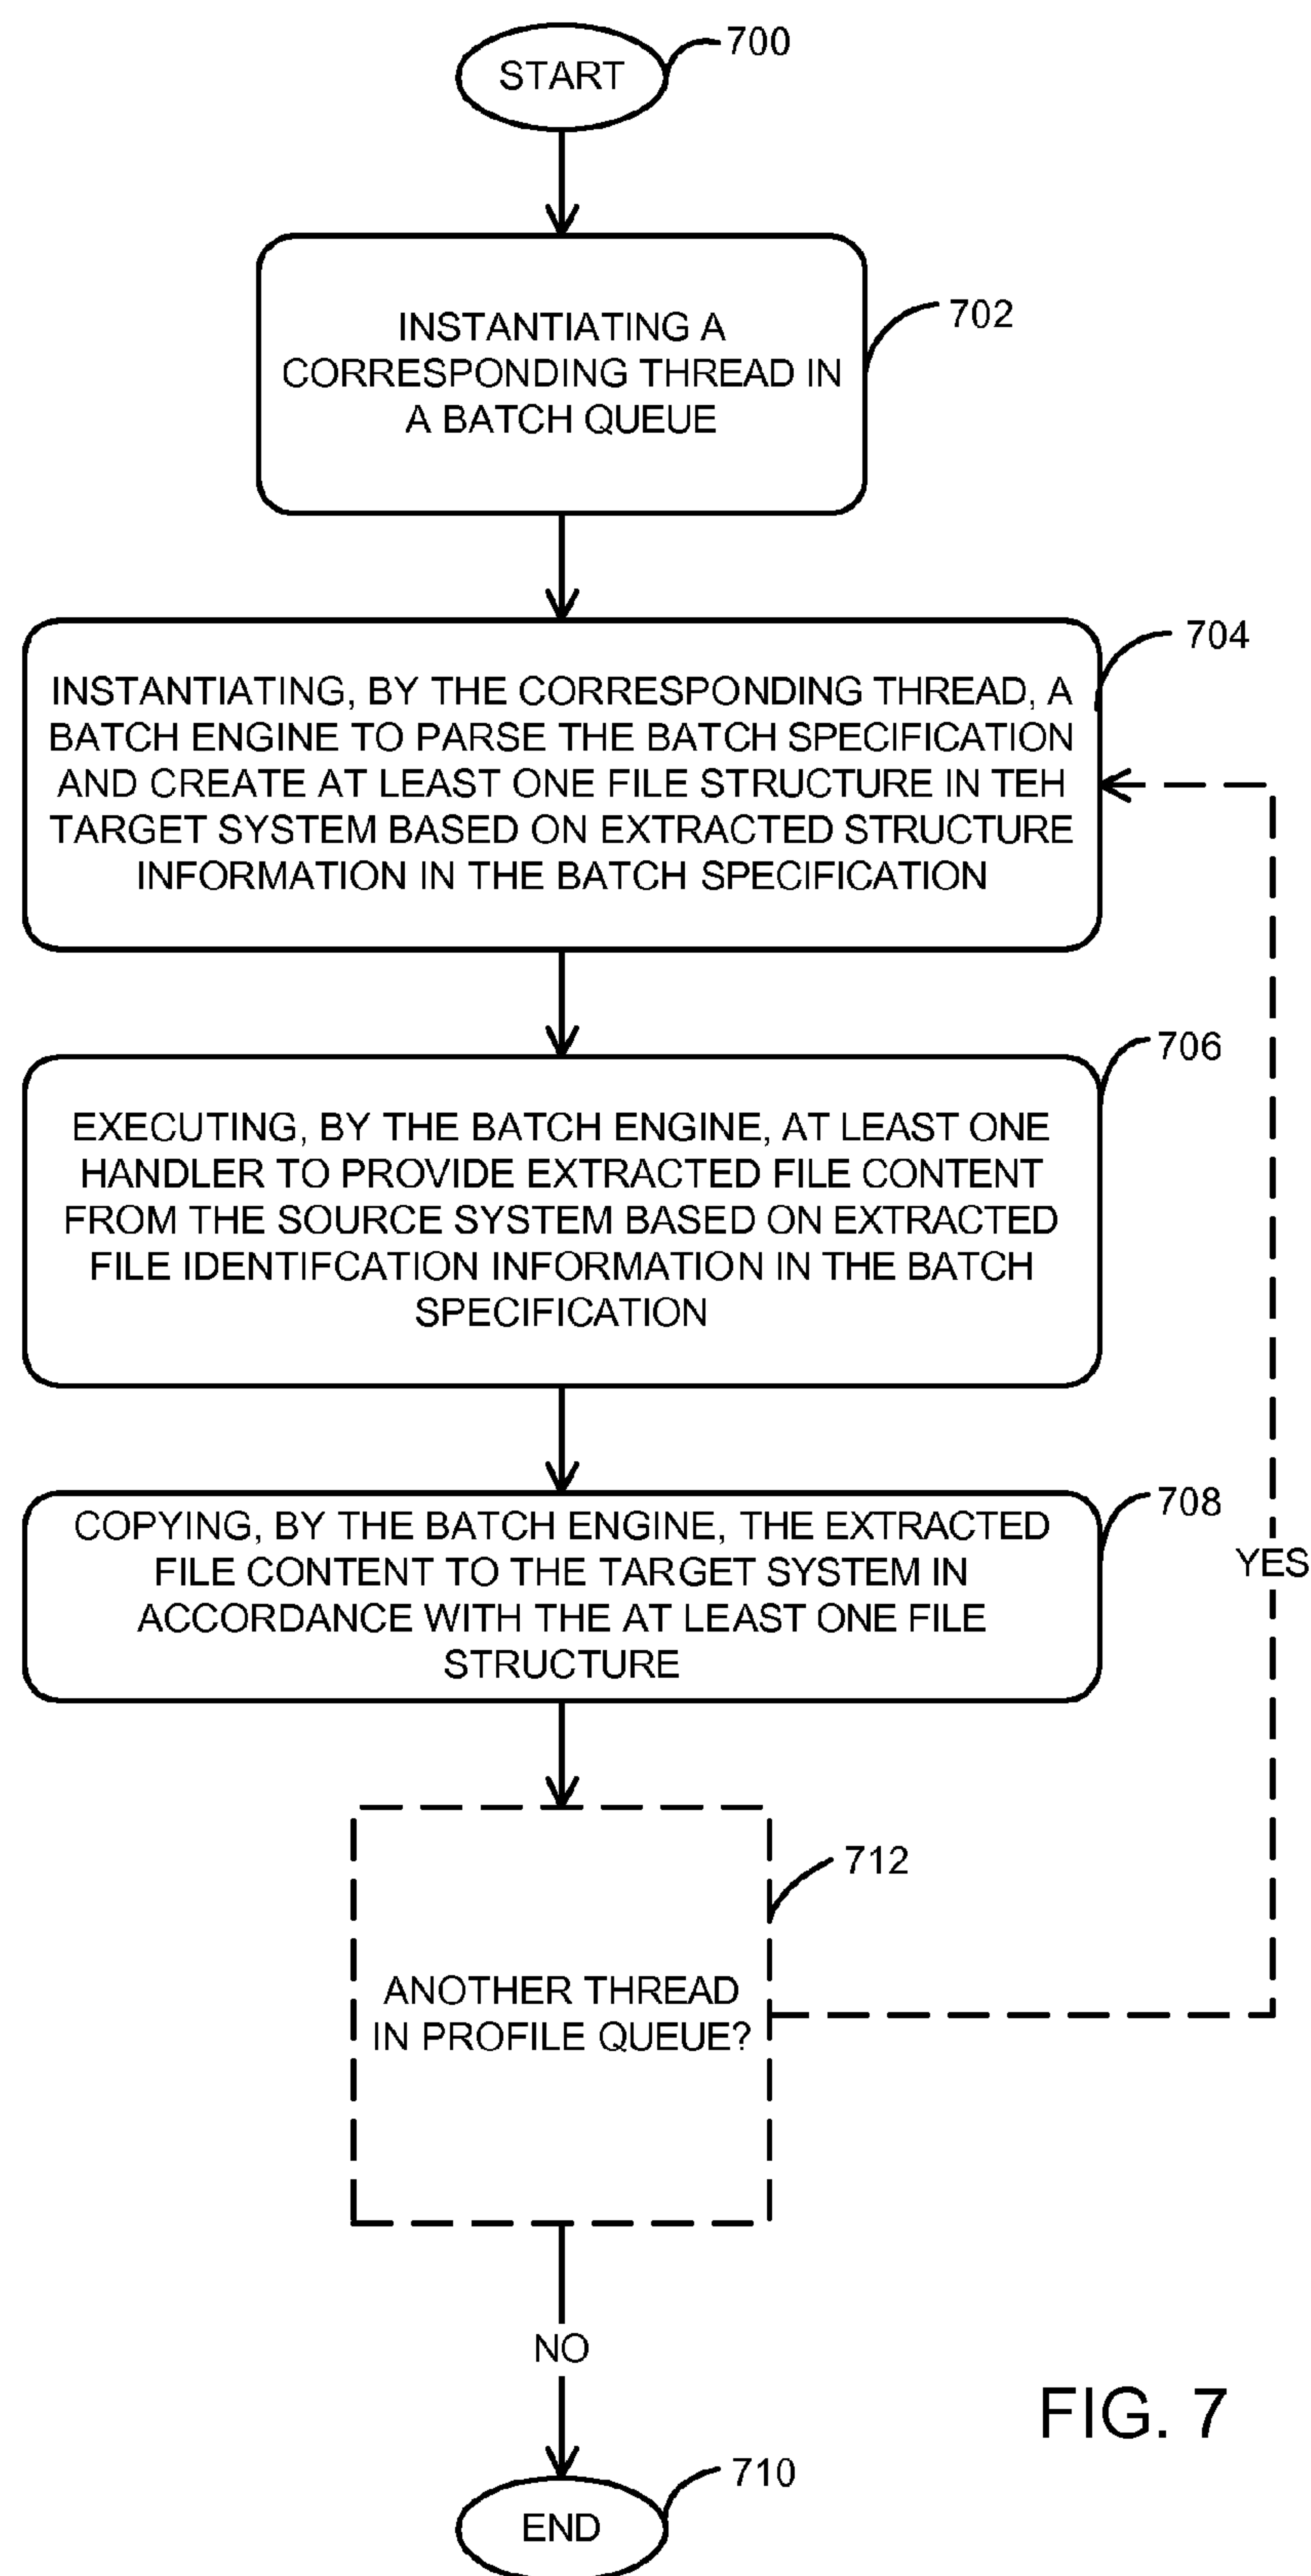 START
700
INSTANTIATING A
CORRESPONDING THREAD IN
A BATCH QUEUE
702
INSTANTIATING, BY THE CORRESPONDING THREAD, A
BATCH ENGINE TO PARSE THE BATCH SPECIFICATION
AND CREATE AT LEAST ONE FILE STRUCTURE IN TEH
TARGET SYSTEM BASED ON EXTRACTED STRUCTURE
INFORMATION IN THE BATCH SPECIFICATION
704
EXECUTING, BY THE BATCH ENGINE, AT LEAST ONE
HANDLER TO PROVIDE EXTRACTED FILE CONTENT
FROM THE SOURCE SYSTEM BASED ON EXTRACTED
FILE IDENTIFCATION INFORMATION IN THE BATCH
SPECIFICATION
706
COPYING, BY THE BATCH ENGINE, THE EXTRACTED
FILE CONTENT TO THE TARGET SYSTEM IN
ACCORDANCE WITH THE AT LEAST ONE FILE
STRUCTURE
708
YES
ANOTHER THREAD
IN PROFILE QUEUE?
712
NO
END
710
FIG. 7